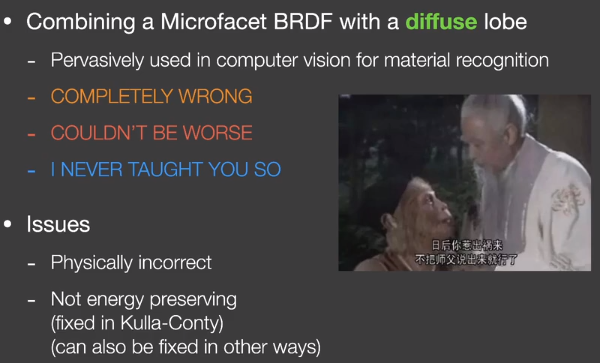 • Combining a Microfacet BRDF with a diffuse lobe
- Pervasively used in computer vision for material recognition
- COMPLETELY WRONG
- COULDN'T BE WORSE
- I NEVER TAUGHT YOU SO
日后你惹出祸来
不把师父说出来就行了
• Issues
- Physically incorrect
- Not energy preserving
(fixed in Kulla-Conty)
(can also be fixed in other ways)